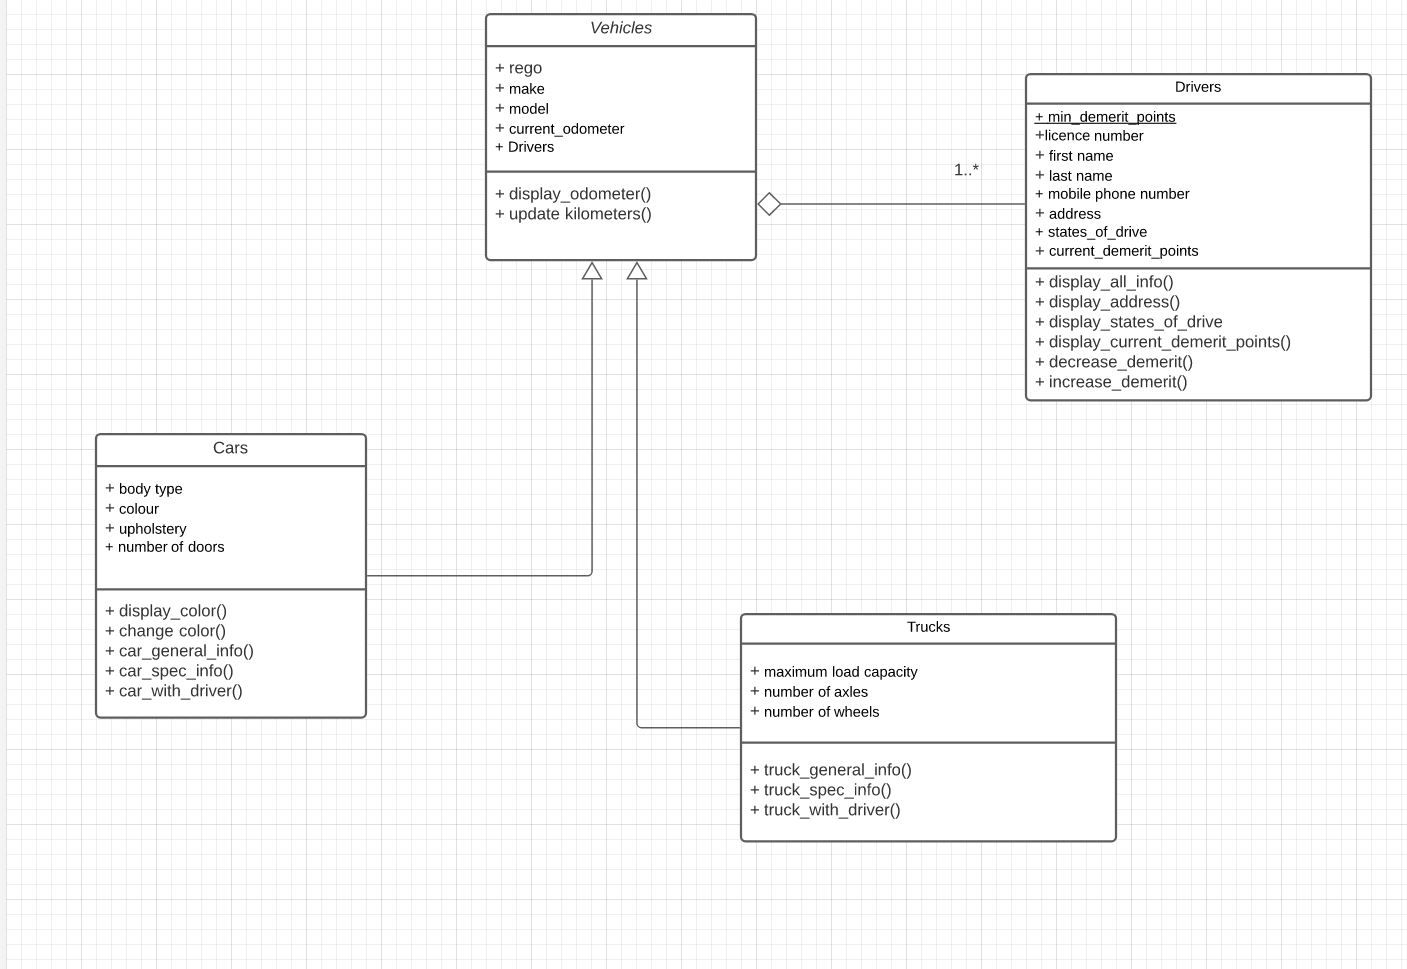 Vehicles
+ rego
+ make
+ model
+ current_odometer
+ Drivers
+ display_odometer()
+ update kilometers()
1..*
Drivers
+ min_demerit_points
+licence number
+ first name
+ last name
+ mobile phone number
+ address
+ states_of_drive
+ current_demerit_points
+ display_all_info()
+ display_address()
+ display_states_of_drive
+ display_current_demerit_points()
+ decrease_demerit()
+ increase_demerit()
Cars
+ body type
+ colour
+ upholstery
+ number of doors
+ display_color()
+ change color()
+ car_general_info()
+ car_spec_info()
+ car_with_driver()
Trucks
+ maximum load capacity
+ number of axles
+ number of wheels
+ truck_general_info()
+ truck_spec_info()
+ truck_with_driver()